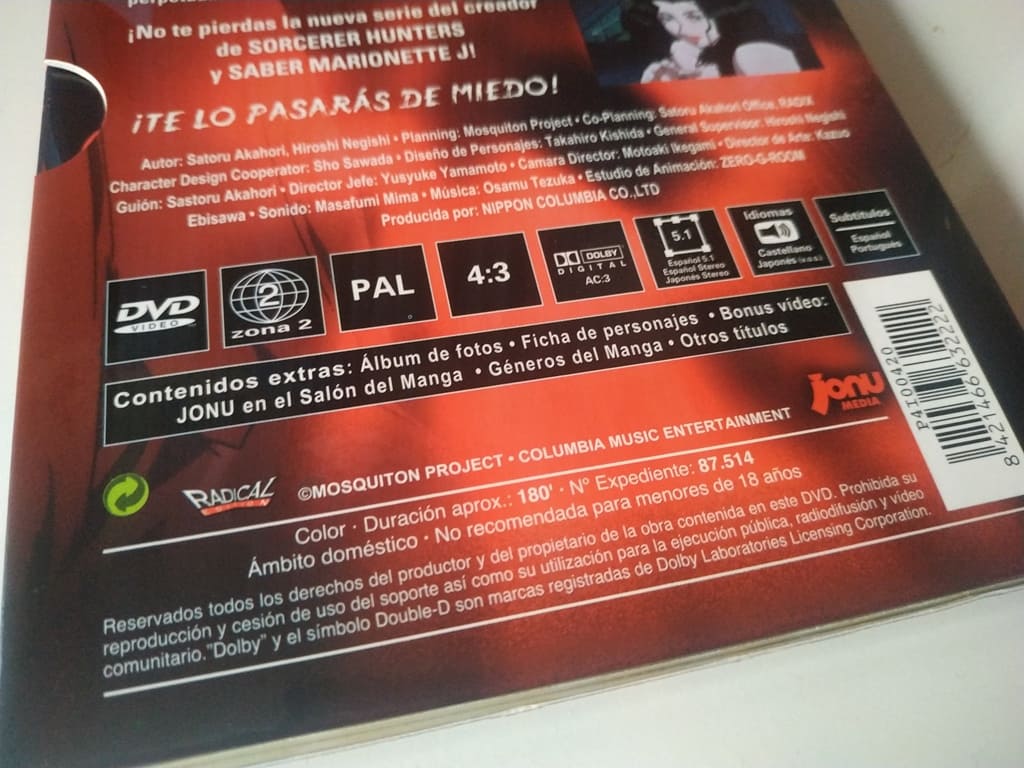 ¡No te pierdas la nueva serie del creador
de SORCERER HUNTERS
y SABER MARIONETTE J!
¡TE LO PASARÁS DE MIEDO!
Autor: Satoru Akahori, Hiroshi Negishi • Planning: Mosquiton Project • Co-Planning: Satoru Akahori Office, RADIX
Character Design Cooperator: Sho Sawada • Diseño de Personajes: Takahiro Kishida • General Supervisor: Hiroshi Negishi
Guión: Sastoru Akahori • Director Jefe: Yusyuke Yamamoto • Camara Director: Motoaki Ikegami • Director de Arte: Kazuo
Ebisawa • Sonido: Masafumi Mima • Música: Osamu Tezuka • Estudio de Animación: ZERO-G-ROOM
Producida por: NIPPON COLUMBIA CO.,LTD
DVD
VIDEO
2
zona 2
PAL
4:3
DOLBY
DIGITAL
AC:3
5.1
Español 5.1
Español Stereo
Japonés Stereo
Idiomas
Castellano
Japonés (v.o.s.)
Subtítulos
Español
Portugués
Contenidos extras: Álbum de fotos • Ficha de personajes • Bonus vídeo:
JONU en el Salón del Manga • Géneros del Manga • Otros títulos
jonu
MEDIA
P4100420
8 421466 632222
RADICAL
©MOSQUITON PROJECT • COLUMBIA MUSIC ENTERTAINMENT
Color · Duración aprox.: 180' · Nº Expediente: 87.514
Ámbito doméstico · No recomendada para menores de 18 años
Reservados todos los derechos del productor y del propietario de la obra contenida en este DVD. Prohibida su
reproducción y cesión de uso del soporte así como su utilización para la ejecución pública, radiodifusión y vídeo
comunitario."Dolby" y el símbolo Double-D son marcas registradas de Dolby Laboratories Licensing Corporation.